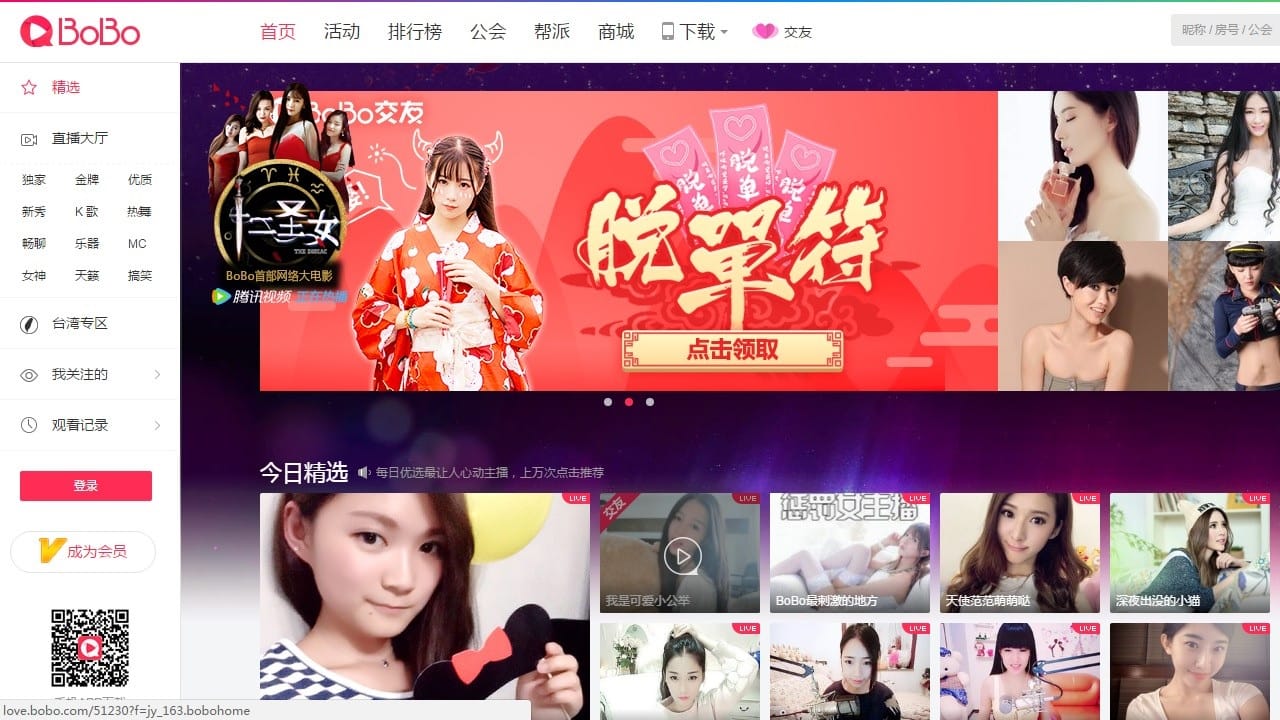 BoBo
首页 活动 排行榜 公会 帮派 商城 下载 交友
昵称 / 房号 / 公会
精选
直播大厅
独家 金牌 优质
新秀 K歌 热舞
畅聊 乐器 MC
女神 天籁 搞笑
台湾专区
我关注的
观看记录
登录
成为会员
BoBo交友
十二圣女
THE ZODIAC
BoBo首部网络大电影
腾讯视频 正在热播
脱单
脱单
脱单
脱单符
点击领取
今日精选 每日优选最让人心动主播，上万次点击推荐
LIVE
交友
LIVE
我是可爱小公举
惩罚女主播
LIVE
BoBo最刺激的地方
LIVE
天使范范萌萌哒
LIVE
深夜出没的小猫
LIVE
LIVE
LIVE
LIVE
love.bobo.com/51230?f=jy_163.bobohome